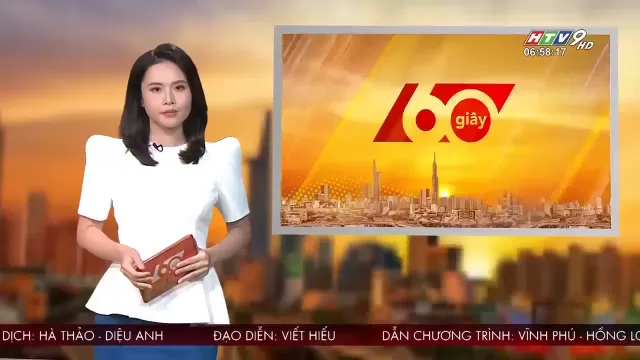 HTV9 HD
06:58:17
60 giây
60
DỊCH: HÀ THẢO - DIỆU ANH ĐẠO DIỄN: VIẾT HIẾU DẪN CHƯƠNG TRÌNH: VĨNH PHÚ - HỒNG